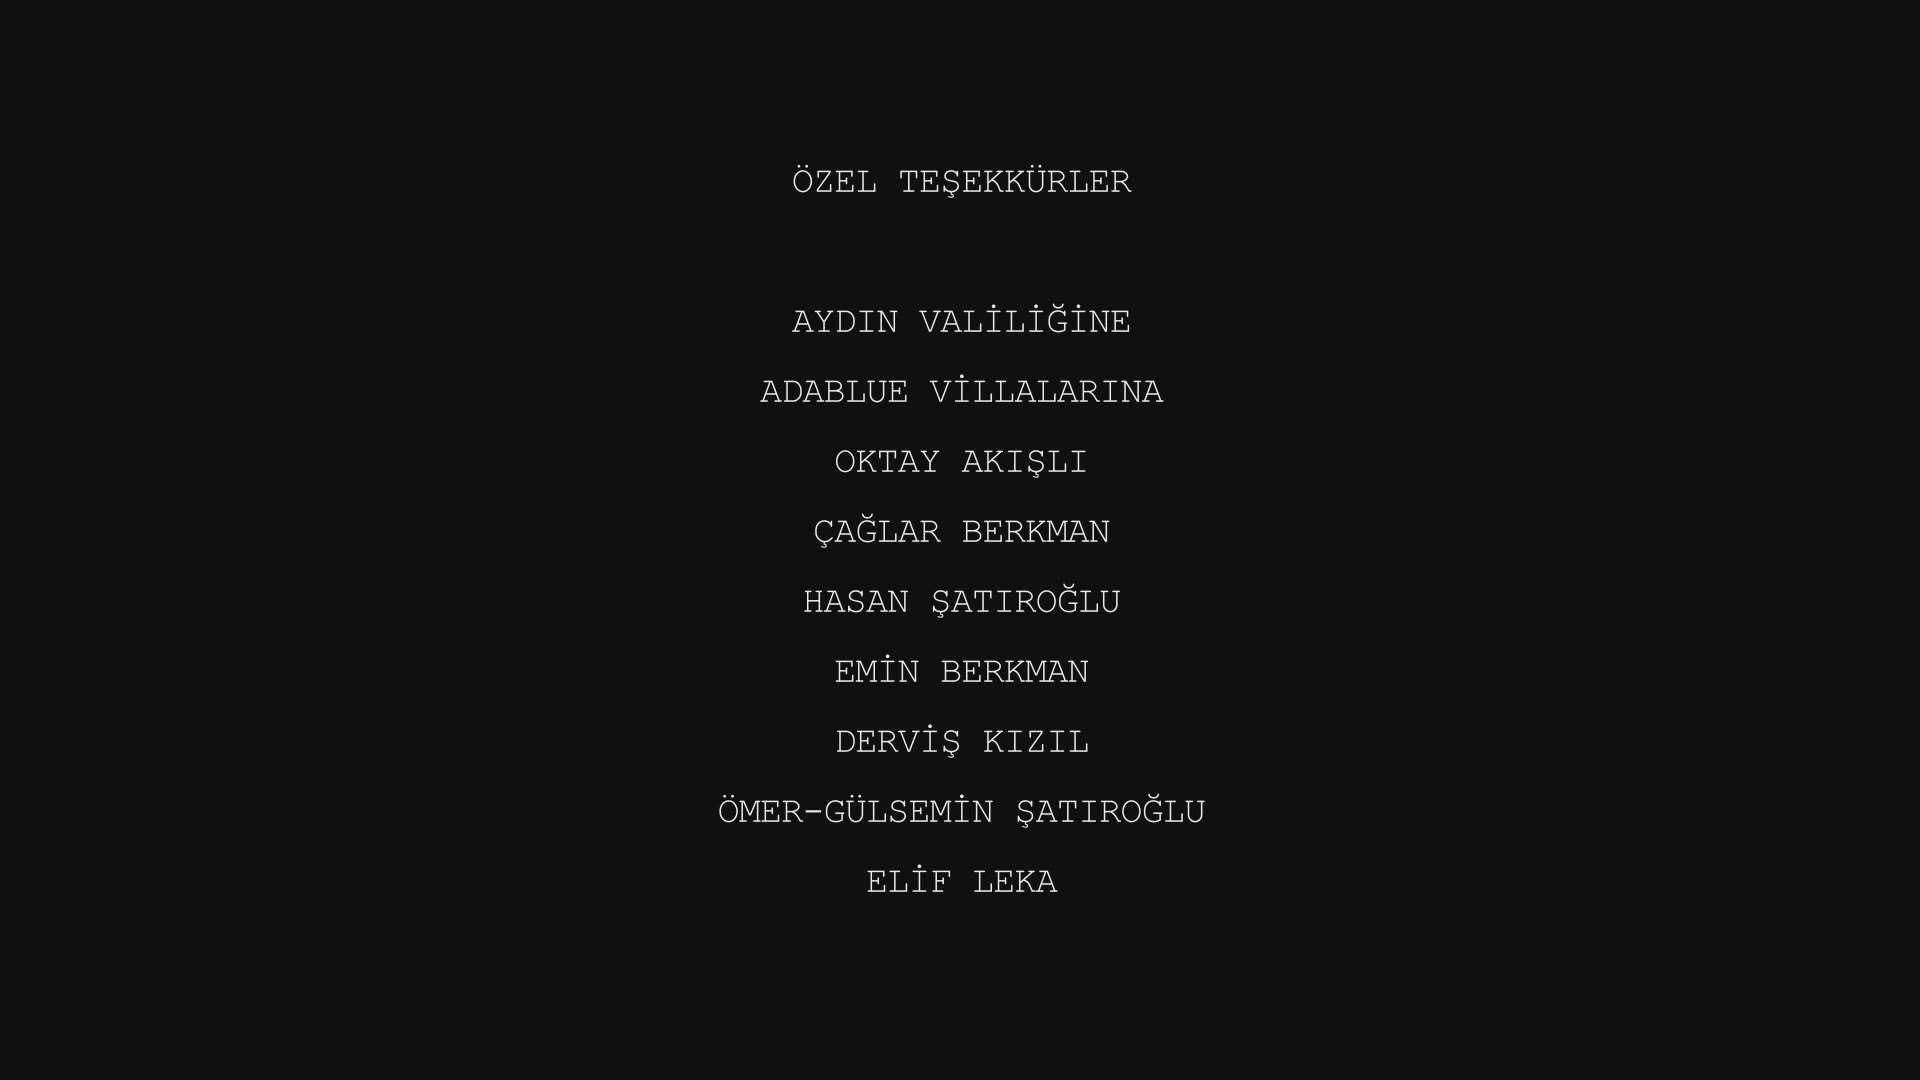 ÖZEL TEŞEKKÜRLER
AYDIN VALİLİĞİNE
ADABLUE VİLLALARINA
OKTAY AKIŞLI
ÇAĞLAR BERKMAN
HASAN ŞATIROĞLU
EMİN BERKMAN
DERVİŞ KIZIL
ÖMER-GÜLSEMİN ŞATIROĞLU
ELİF LEKA